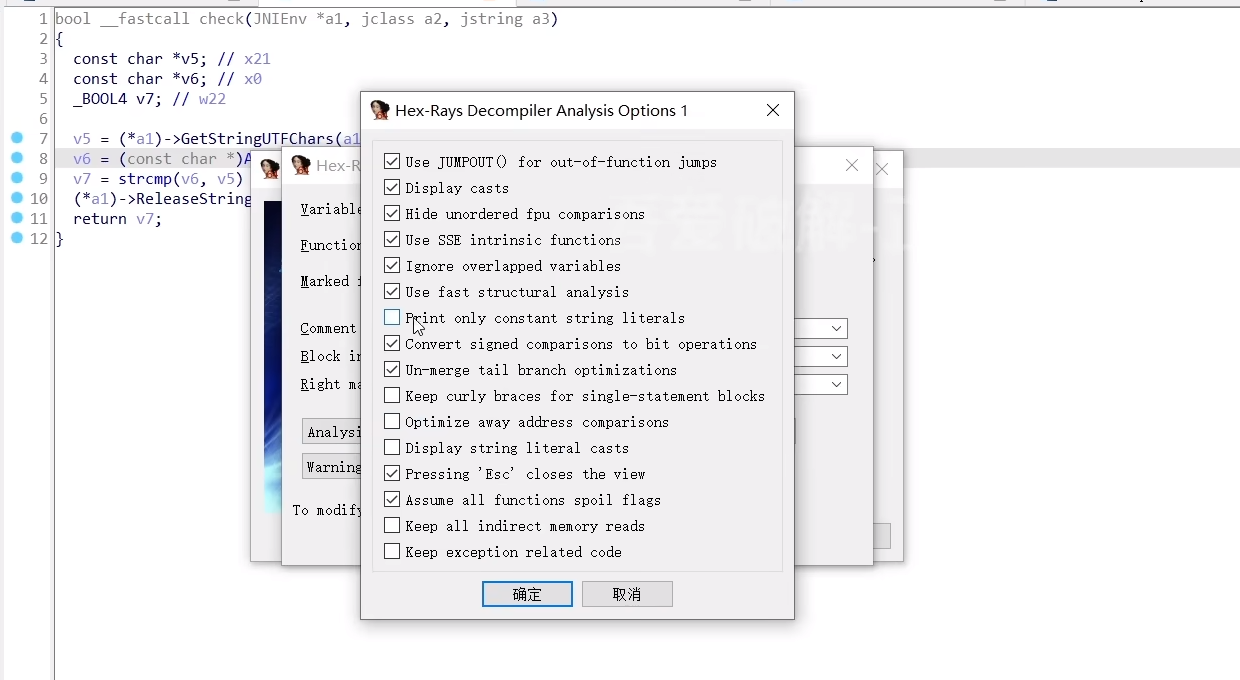 1 bool __fastcall check(JNIEnv *a1, jclass a2, jstring a3)
2 {
3 const char *v5; // x21
4 const char *v6; // x0
5 _BOOL4 v7; // w22
6
7 v5 = (*a1)->GetStringUTFChars(a1
8 v6 = (const char *)
9 v7 = strcmp(v6, v5)
10 (*a1)->ReleaseString
11 return v7;
12 }
Hex-R
Variable
Function
Marked
Comment
Block in
Right ma
Analysi
Warning
To modify
Hex-Rays Decompiler Analysis Options 1
Use JUMPOUT() for out-of-function jumps
Display casts
Hide unordered fpu comparisons
Use SSE intrinsic functions
Ignore overlapped variables
Use fast structural analysis
Print only constant string literals
Convert signed comparisons to bit operations
Un-merge tail branch optimizations
Keep curly braces for single-statement blocks
Optimize away address comparisons
Display string literal casts
Pressing 'Esc' closes the view
Assume all functions spoil flags
Keep all indirect memory reads
Keep exception related code
确定 取消